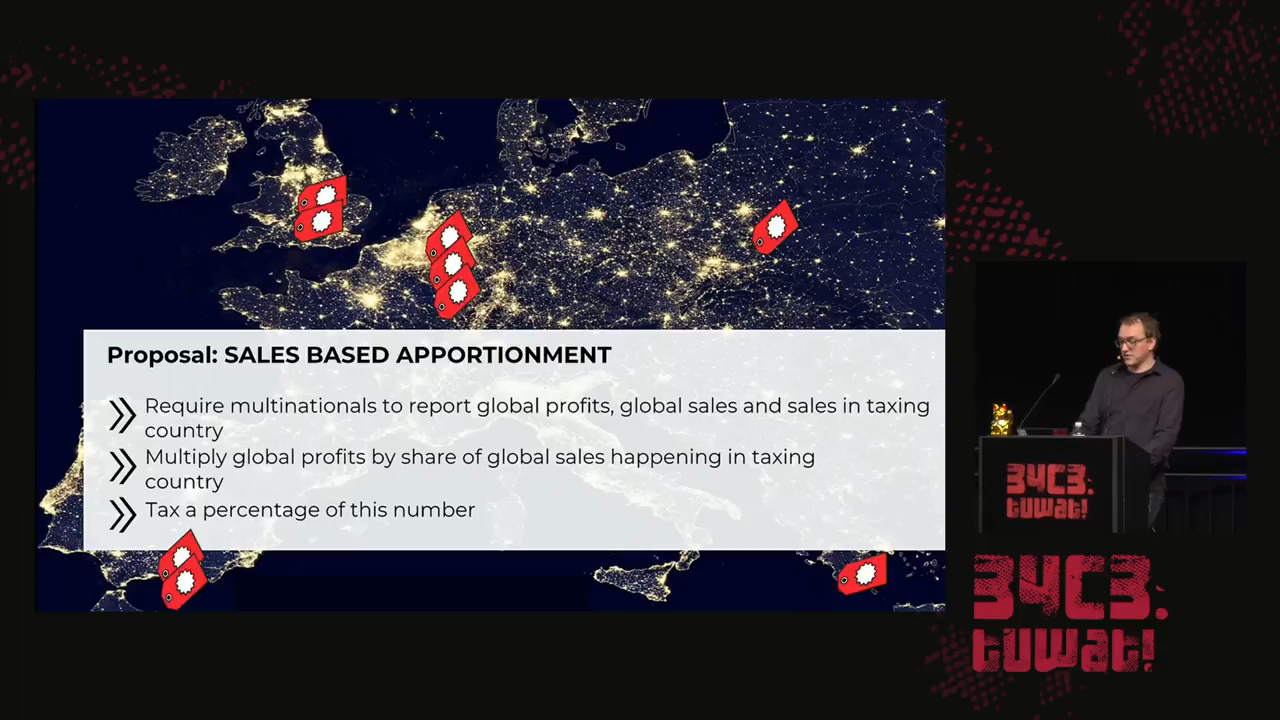 Proposal: SALES BASED APPORTIONMENT
Require multinationals to report global profits, global sales and sales in taxing
country
Multiply global profits by share of global sales happening in taxing
country
Tax a percentage of this number
34C3.
tuwat!
34C3.
tuwat!